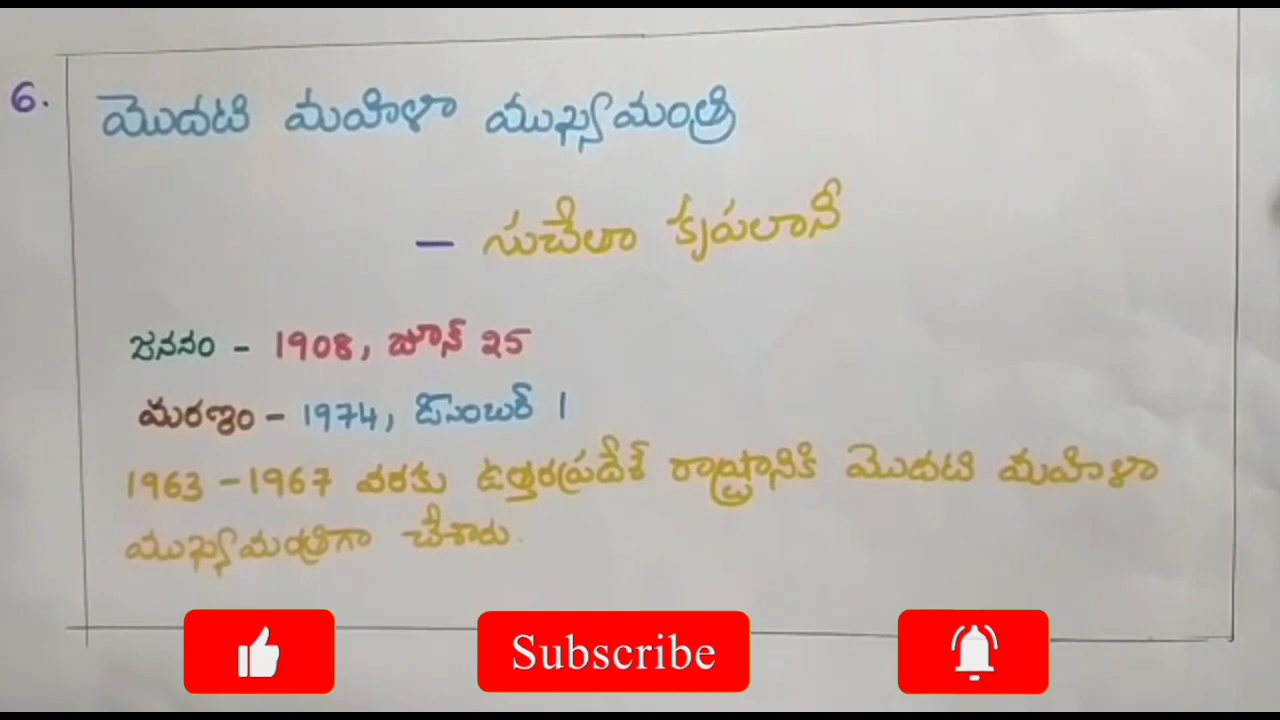 6. మొదటి మహిళా ముఖ్యమంత్రి
- సుచేతా కృపలానీ
జననం - 1908, జూన్ 25
మరణం - 1974, డిసెంబర్ 1
1963 - 1967 వరకు ఉత్తరప్రదేశ్ రాష్ట్రానికి మొదటి మహిళా
ముఖ్యమంత్రిగా చేశారు.
Subscribe